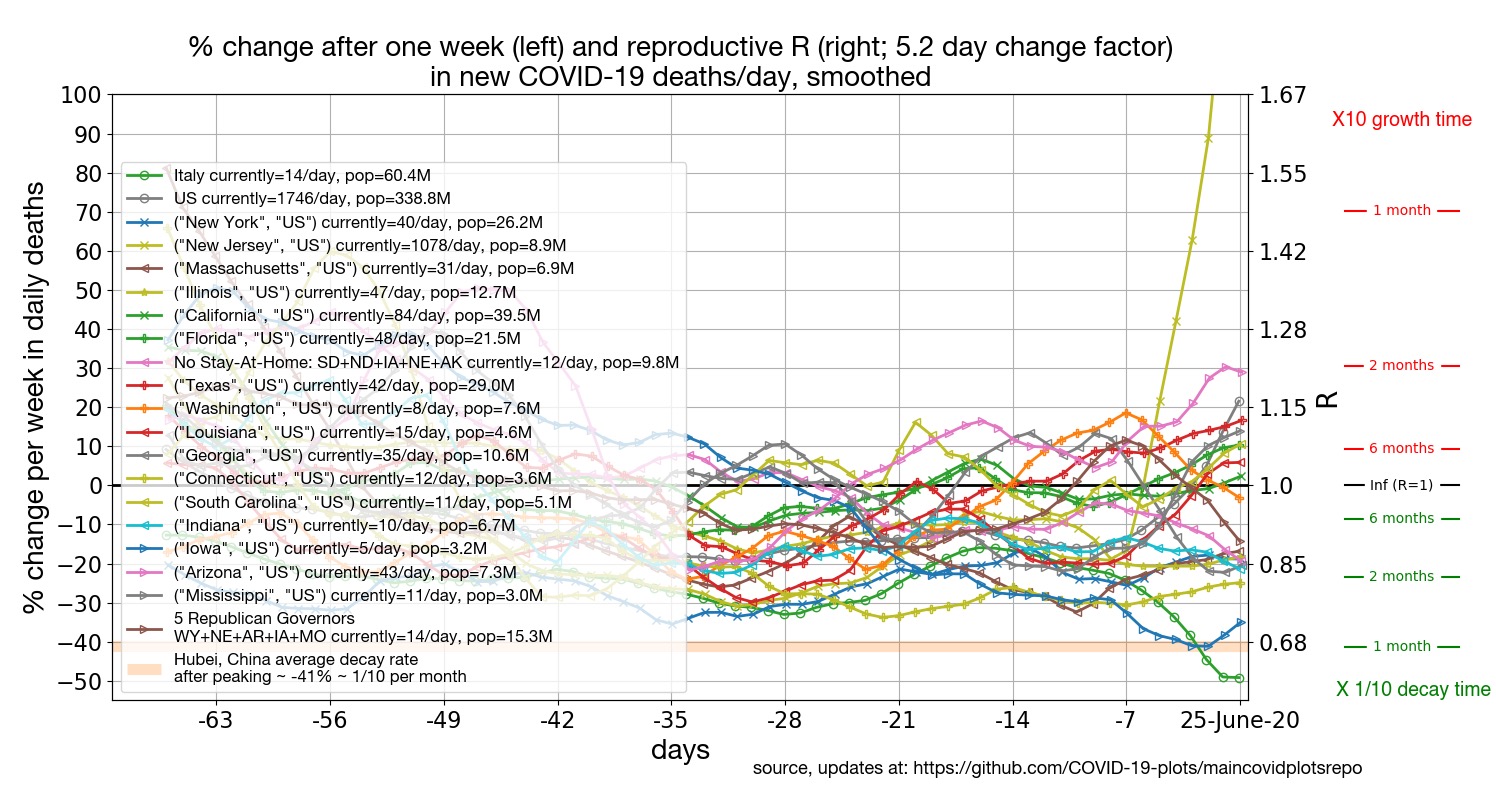 % change after one week (left) and reproductive R (right; 5.2 day change factor)
in new COVID-19 deaths/day, smoothed
% change per week in daily deaths
100
90
80
70
60
50
40
30
20
10
0
−10
−20
−30
−40
−50
Italy currently=14/day, pop=60.4M
US currently=1746/day, pop=338.8M
("New York", "US") currently=40/day, pop=26.2M
("New Jersey", "US") currently=1078/day, pop=8.9M
("Massachusetts", "US") currently=31/day, pop=6.9M
("Illinois", "US") currently=47/day, pop=12.7M
("California", "US") currently=84/day, pop=39.5M
("Florida", "US") currently=48/day, pop=21.5M
No Stay-At-Home: SD+ND+IA+NE+AK currently=12/day, pop=9.8M
("Texas", "US") currently=42/day, pop=29.0M
("Washington", "US") currently=8/day, pop=7.6M
("Louisiana", "US") currently=15/day, pop=4.6M
("Georgia", "US") currently=35/day, pop=10.6M
("Connecticut", "US") currently=12/day, pop=3.6M
("South Carolina", "US") currently=11/day, pop=5.1M
("Indiana", "US") currently=10/day, pop=6.7M
("Iowa", "US") currently=5/day, pop=3.2M
("Arizona", "US") currently=43/day, pop=7.3M
("Mississippi", "US") currently=11/day, pop=3.0M
5 Republican Governors
WY+NE+AR+IA+MO currently=14/day, pop=15.3M
Hubei, China average decay rate
after peaking ~ -41% ~ 1/10 per month
1.67
1.55
1.42
1.28
1.15
1.0
0.85
0.68
R
X10 growth time
1 month
2 months
6 months
Inf (R=1)
6 months
2 months
1 month
X 1/10 decay time
-63
-56
-49
-42
-35
-28
-21
-14
-7
25-June-20
days
source, updates at: https://github.com/COVID-19-plots/maincovidplotsrepo